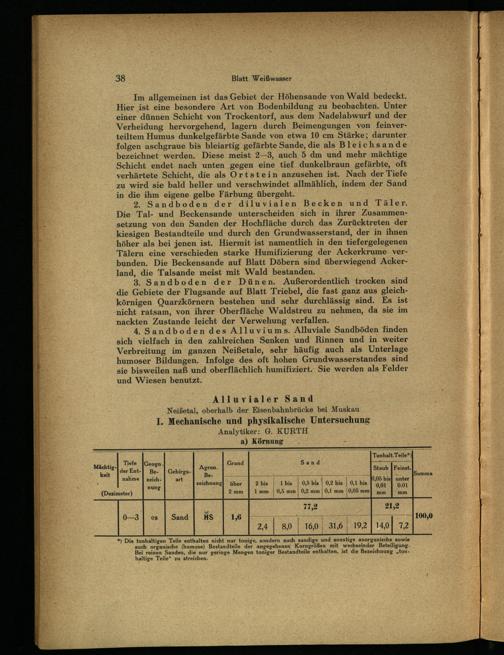 38
Blatt Weißwasser
Im allgemeinen ist das Gebiet der Höhensande von Wald bedeckt.
Hier ist eine besondere Art von Bodenbildung zu beobachten. Unter
einer dünnen Schicht von Trockentorf, aus dem Nadelabwurf und der
Verheidung hervorgehend, lagern durch Beimengungen von feinver-
teiltem Humus dunkelgefärbte Sande von etwa 10 cm Stärke; darunter
folgen aschgraue bis bleiartig gefärbte Sande, die als Bleichsande
bezeichnet werden. Diese meist 2—3, auch 5 dm und mehr mächtige
Schicht endet nach unten gegen eine tief dunkelbraun gefärbte, oft
verhärtete Schicht, die als Ortstein anzusehen ist. Nach der Tiefe
zu wird sie bald heller und verschwindet allmählich, indem der Sand
in die ihm eigene gelbe Färbung übergeht.
2. Sandboden der diluvialen Becken und Täler.
Die Tal- und Beckensande unterscheiden sich in ihrer Zusammen-
setzung von den Sanden der Hochfläche durch das Zurücktreten der
kiesigen Bestandteile und durch den Grundwasserstand, der in ihnen
höher als bei jenen ist. Hiermit ist namentlich in den tiefergelegenen
Tälern eine verschieden starke Humifizierung der Ackerkrume ver-
bunden. Die Beckensande auf Blatt Döbern sind überwiegend Acker-
land, die Talsande meist mit Wald bestanden.
3. Sandboden der Dünen. Außerordentlich trocken sind
die Gebiete der Flugsande auf Blatt Triebel, die fast ganz aus gleich-
körnigen Quarzkörnern bestehen und sehr durchlässig sind. Es ist
nicht ratsam, von ihrer Oberfläche Waldstreu zu nehmen, da sie im
nackten Zustande leicht der Verwehung verfallen.
4. Sandboden des Alluviums. Alluviale Sandböden finden
sich vielfach in den zahlreichen Senken und Rinnen und in weiter
Verbreitung im ganzen Neißetale, sehr häufig auch als Unterlage
humoser Bildungen. Infolge des oft hohen Grundwasserstandes sind
sie bisweilen naß und oberflächlich humifiziert. Sie werden als Felder
und Wiesen benutzt.
Alluvialer Sand
Neißetal, oberhalb der Eisenbahnbrücke bei Muskau
I. Mechanische und physikalische Untersuchung
Analytiker: G. KURTH
a) Körnung
Mächtig-keit Tiefe der Ent-nahme (Dezimeter) Geogn. Be-zeich-nung Gebirgs-art Agron. Be-zeichnung Grand über 2 mm Sand Tonhalt. Teile*) Summa
2 bis 1 mm 1 bis 0,5 mm 0,5 bis 0,2 mm 0,2 bis 0,1 mm 0,1 bis 0,05 mm Staub 0,05 bis 0,01 mm Feinst. unter 0,01 mm
0—3 as Sand HS 1,6 77,2 21,2 100,0
2,4 8,0 16,0 31,6 19,2 14,0 7,2
*) Die tonhaltigen Teile enthalten nicht nur tonige, sondern auch sandige und sonstige anorganische sowie
auch organische (humose) Bestandteile der angegebenen Korngrößen mit wechselnder Beteiligung.
Bei reinen Sanden, die nur geringe Mengen toniger Bestandteile enthalten, ist die Bezeichnung „ton-
haltige Teile" zu streichen.